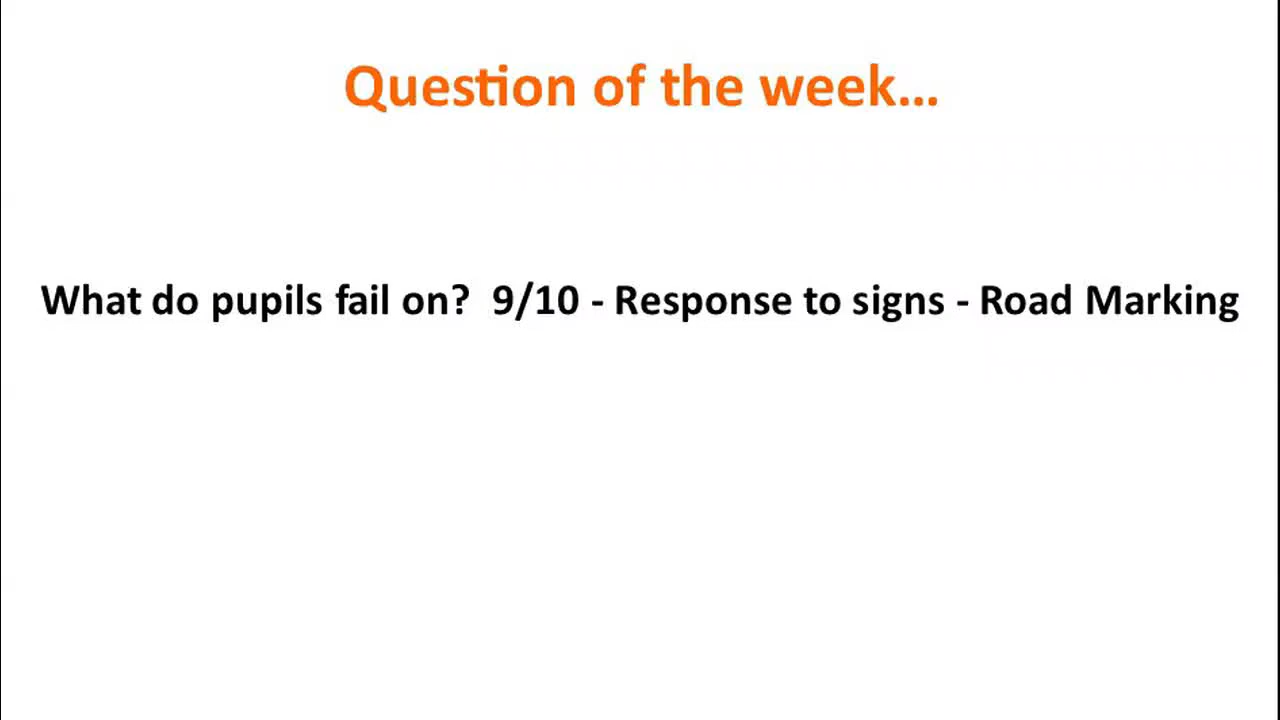 Question of the week...
What do pupils fail on?  9/10 - Response to signs - Road Marking